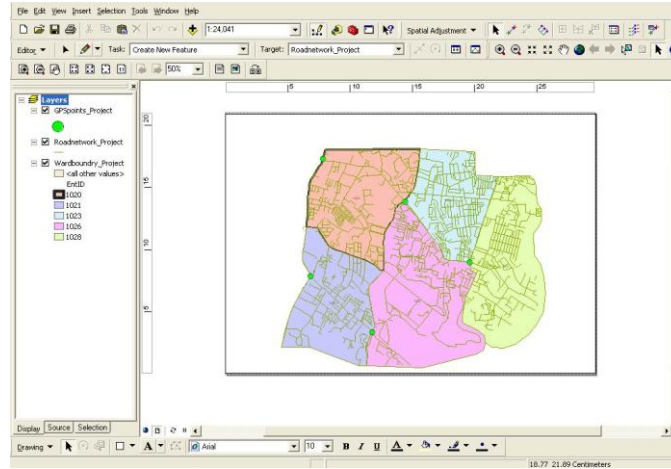 File Edit View Insert Selection Tools Window Help
1:24,041 Spatial Adjustment
Editor Task: Create New Feature Target: Roadnetwork_Project
50%
Layers
GPSpoints_Project
Roadnetwork_Project
Wardboundry_Project
<all other values>
EntID
1020
1021
1023
1026
1028
5 10 15 20 25
20
15
10
5
Display Source Selection
Drawing A Arial 10 B I U A
18.77 21.89 Centimeters